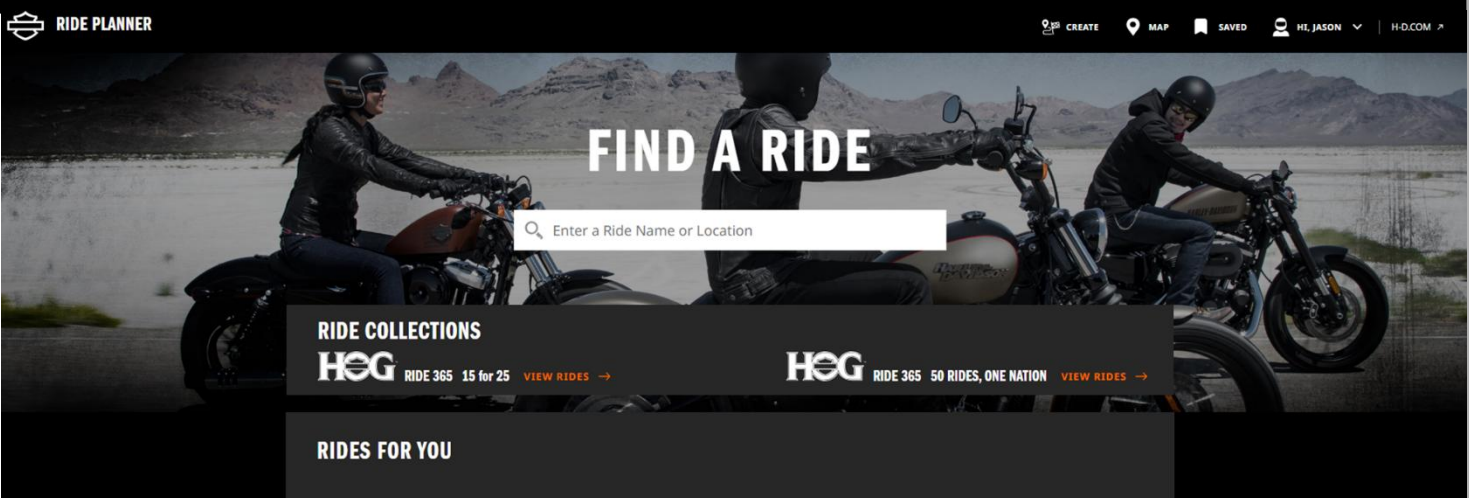 RIDE PLANNER
CREATE
MAP
SAVED
HI, JASON
H-D.COM
FIND A RIDE
Enter a Ride Name or Location
RIDE COLLECTIONS
HOG RIDE 365 15 for 25 VIEW RIDES →
HOG RIDE 365 50 RIDES, ONE NATION VIEW RIDES →
RIDES FOR YOU